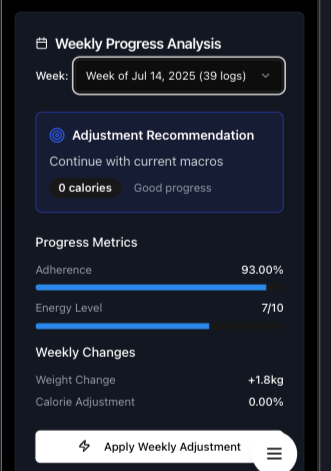 Weekly Progress Analysis
Week: Week of Jul 14, 2025 (39 logs)
Adjustment Recommendation
Continue with current macros
0 calories Good progress
Progress Metrics
Adherence 93.00%
Energy Level 7/10
Weekly Changes
Weight Change +1.8kg
Calorie Adjustment 0.00%
Apply Weekly Adjustment